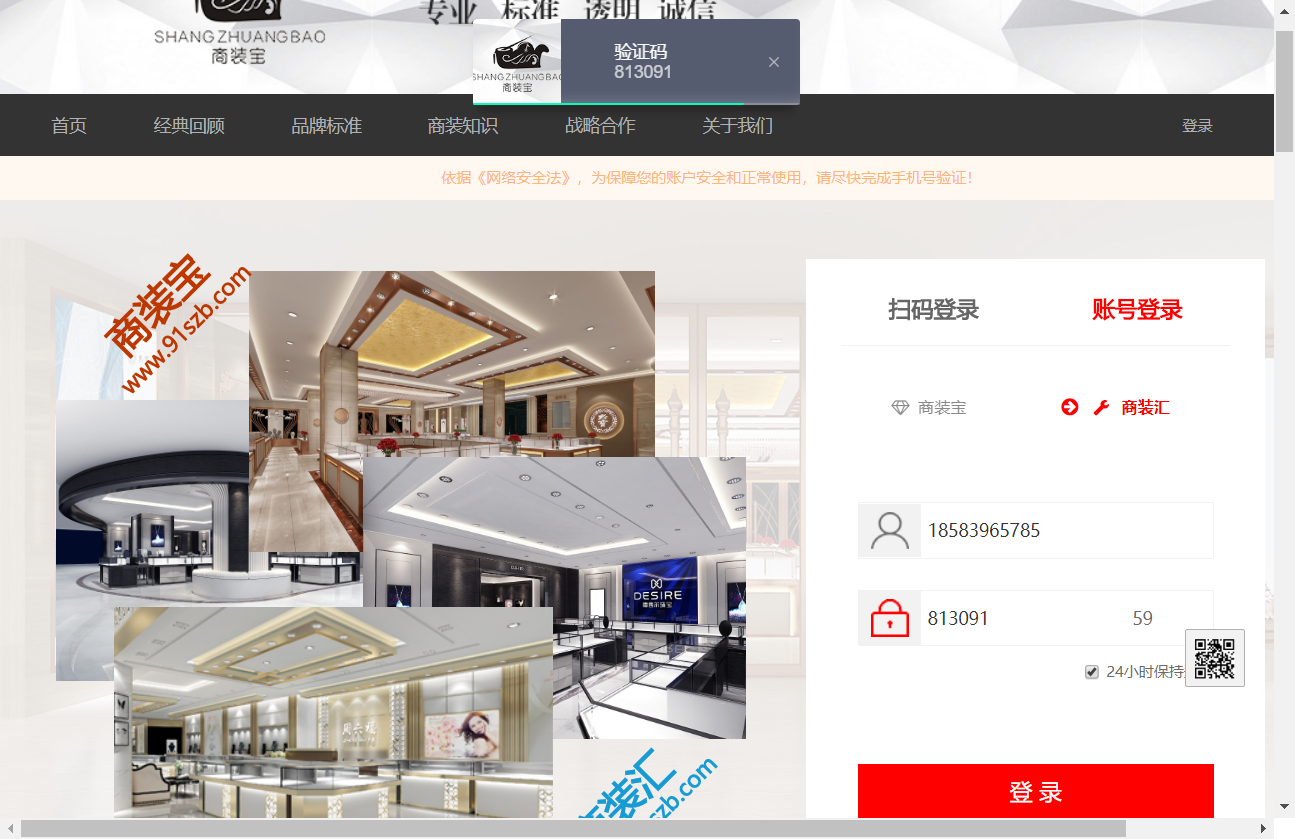 专业 标准 透明 诚信
SHANGZHUANGBAO
商装宝
SHANGZHUANGBAO
商装宝
验证码
813091
首页 经典回顾 品牌标准 商装知识 战略合作 关于我们 登录
依据《网络安全法》，为保障您的账户安全和正常使用，请尽快完成手机号验证！
商装宝
www.91szb.com
扫码登录 账号登录
商装宝 商装汇
18583965785
DESIRE
813091 59
24小时保持
周六福
商装汇
szb.com
登 录